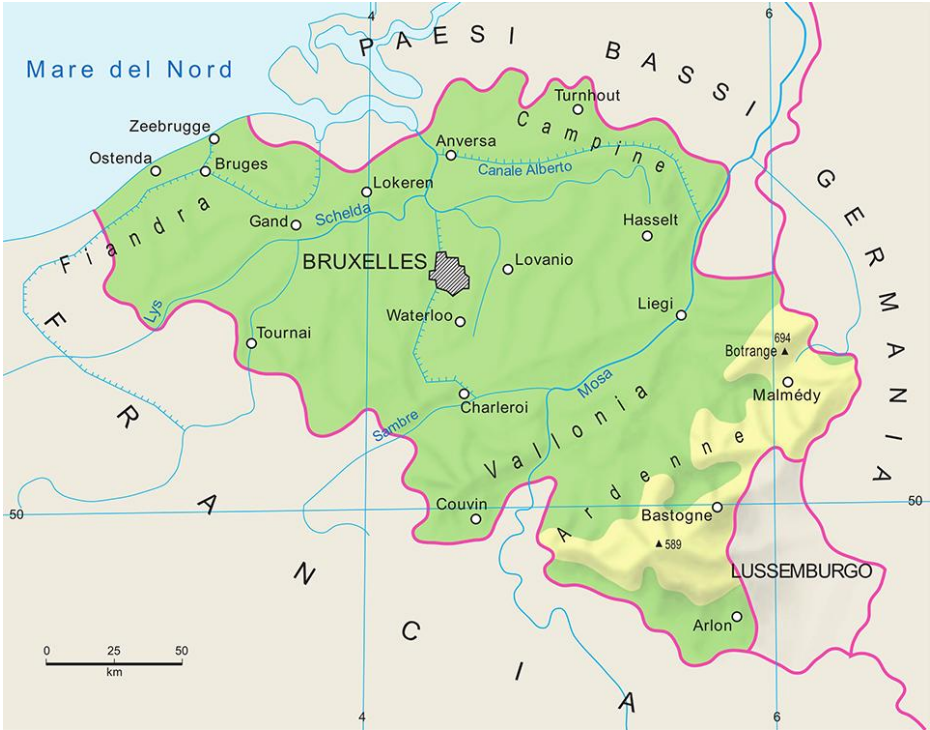 4
6
PAESI BASSI
Mare del Nord
Turnhout
Campine
Zeebrugge
Anversa
Ostenda
Bruges
Canale Alberto
Lokeren
GERMANIA
Fiandra
Gand
Schelda
Hasselt
BRUXELLES
Lovanio
Lys
Waterloo
Liegi
FRANCIA
Tournai
694
Botrange
Mosa
Malmédy
Charleroi
Sambre
Vallonia
Ardenne
Couvin
50
50
Bastogne
589
LUSSEMBURGO
Arlon
0 25 50
km
4
6